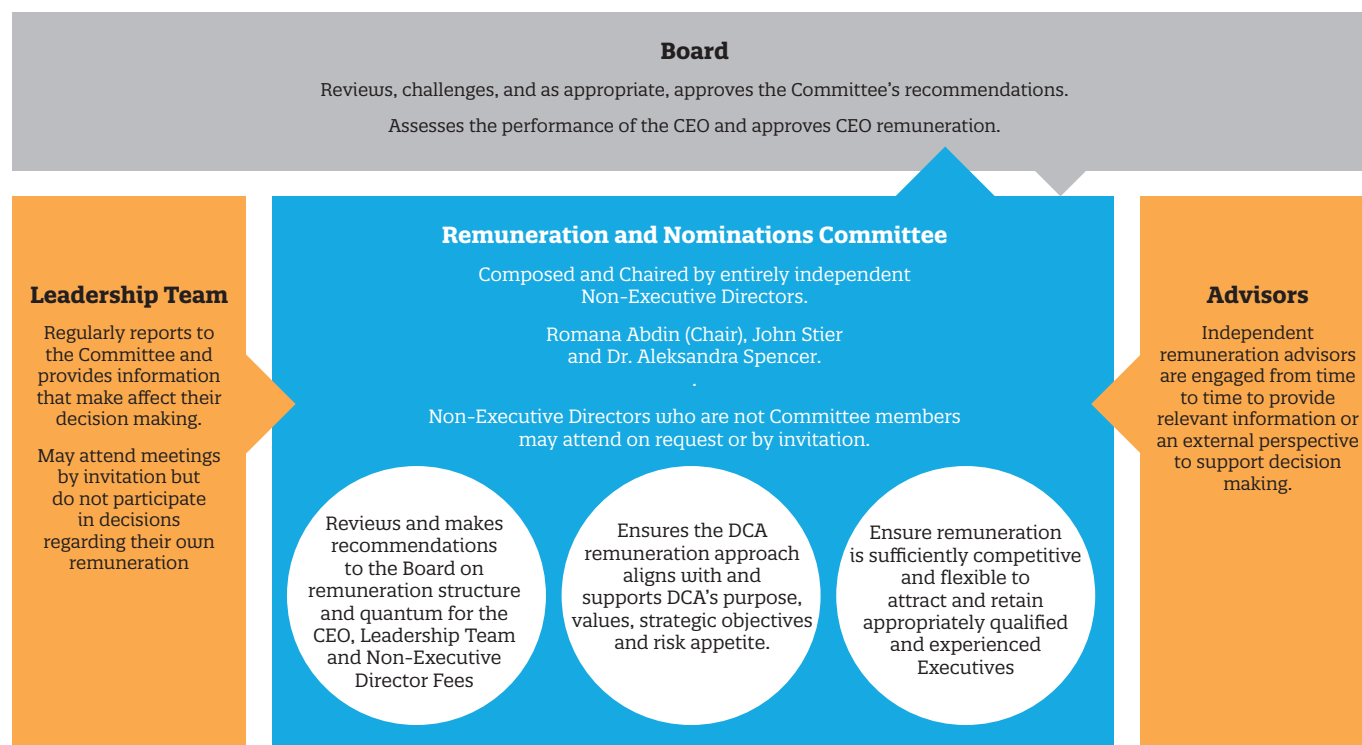 Board
Reviews, challenges, and as appropriate, approves the Committee's recommendations.
Assesses the performance of the CEO and approves CEO remuneration.
Leadership Team
Regularly reports to
the Committee and
provides information
that make affect their
decision making.
May attend meetings
by invitation but
do not participate
in decisions
regarding their own
remuneration
Remuneration and Nominations Committee
Composed and Chaired by entirely independent
Non-Executive Directors.
Romana Abdin (Chair), John Stier
and Dr. Aleksandra Spencer.
.
Non-Executive Directors who are not Committee members
may attend on request or by invitation.
Reviews and makes
recommendations
to the Board on
remuneration structure
and quantum for the
CEO, Leadership Team
and Non-Executive
Director Fees
Ensures the DCA
remuneration approach
aligns with and
supports DCA's purpose,
values, strategic objectives
and risk appetite.
Ensure remuneration
is sufficiently competitive
and flexible to
attract and retain
appropriately qualified
and experienced
Executives
Advisors
Independent
remuneration advisors
are engaged from time
to time to provide
relevant information or
an external perspective
to support decision
making.